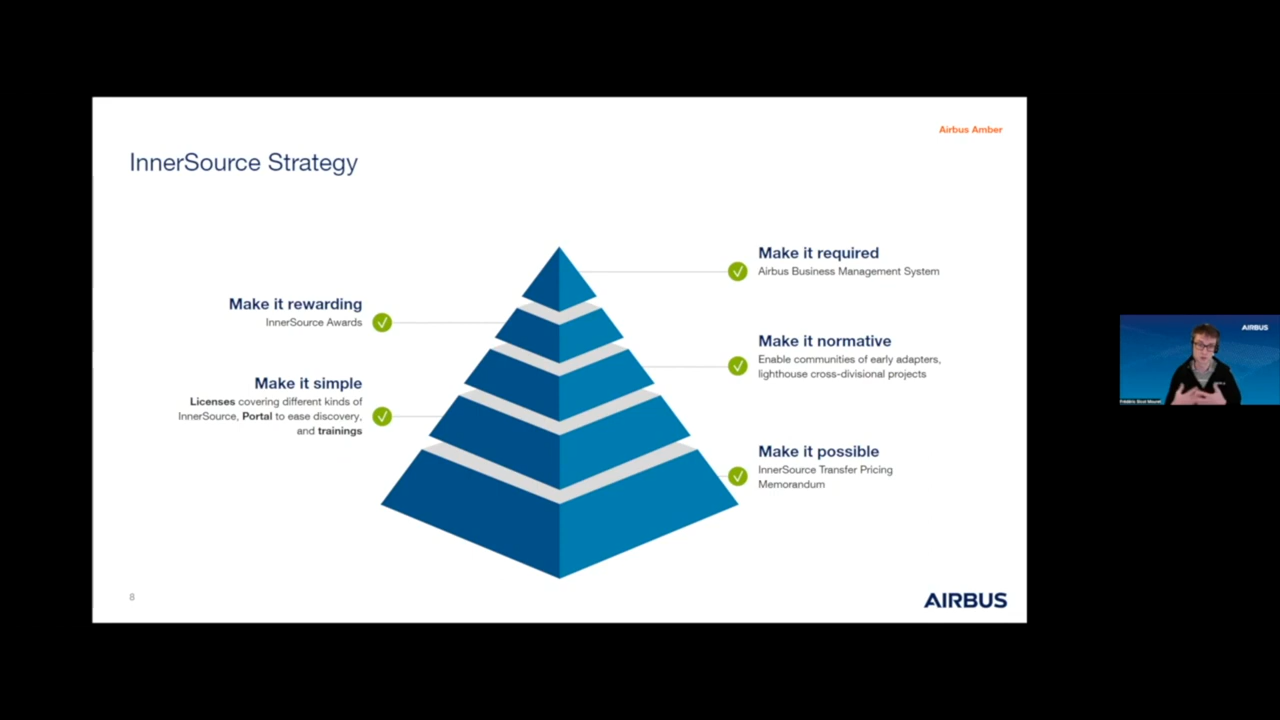 Airbus Amber
InnerSource Strategy
Make it required
Airbus Business Management System
Make it rewarding
InnerSource Awards
Make it normative
Enable communities of early adapters,
lighthouse cross-divisional projects
Make it simple
Licenses covering different kinds of
InnerSource, Portal to ease discovery,
and trainings
Make it possible
InnerSource Transfer Pricing
Memorandum
8
AIRBUS
AIRBUS